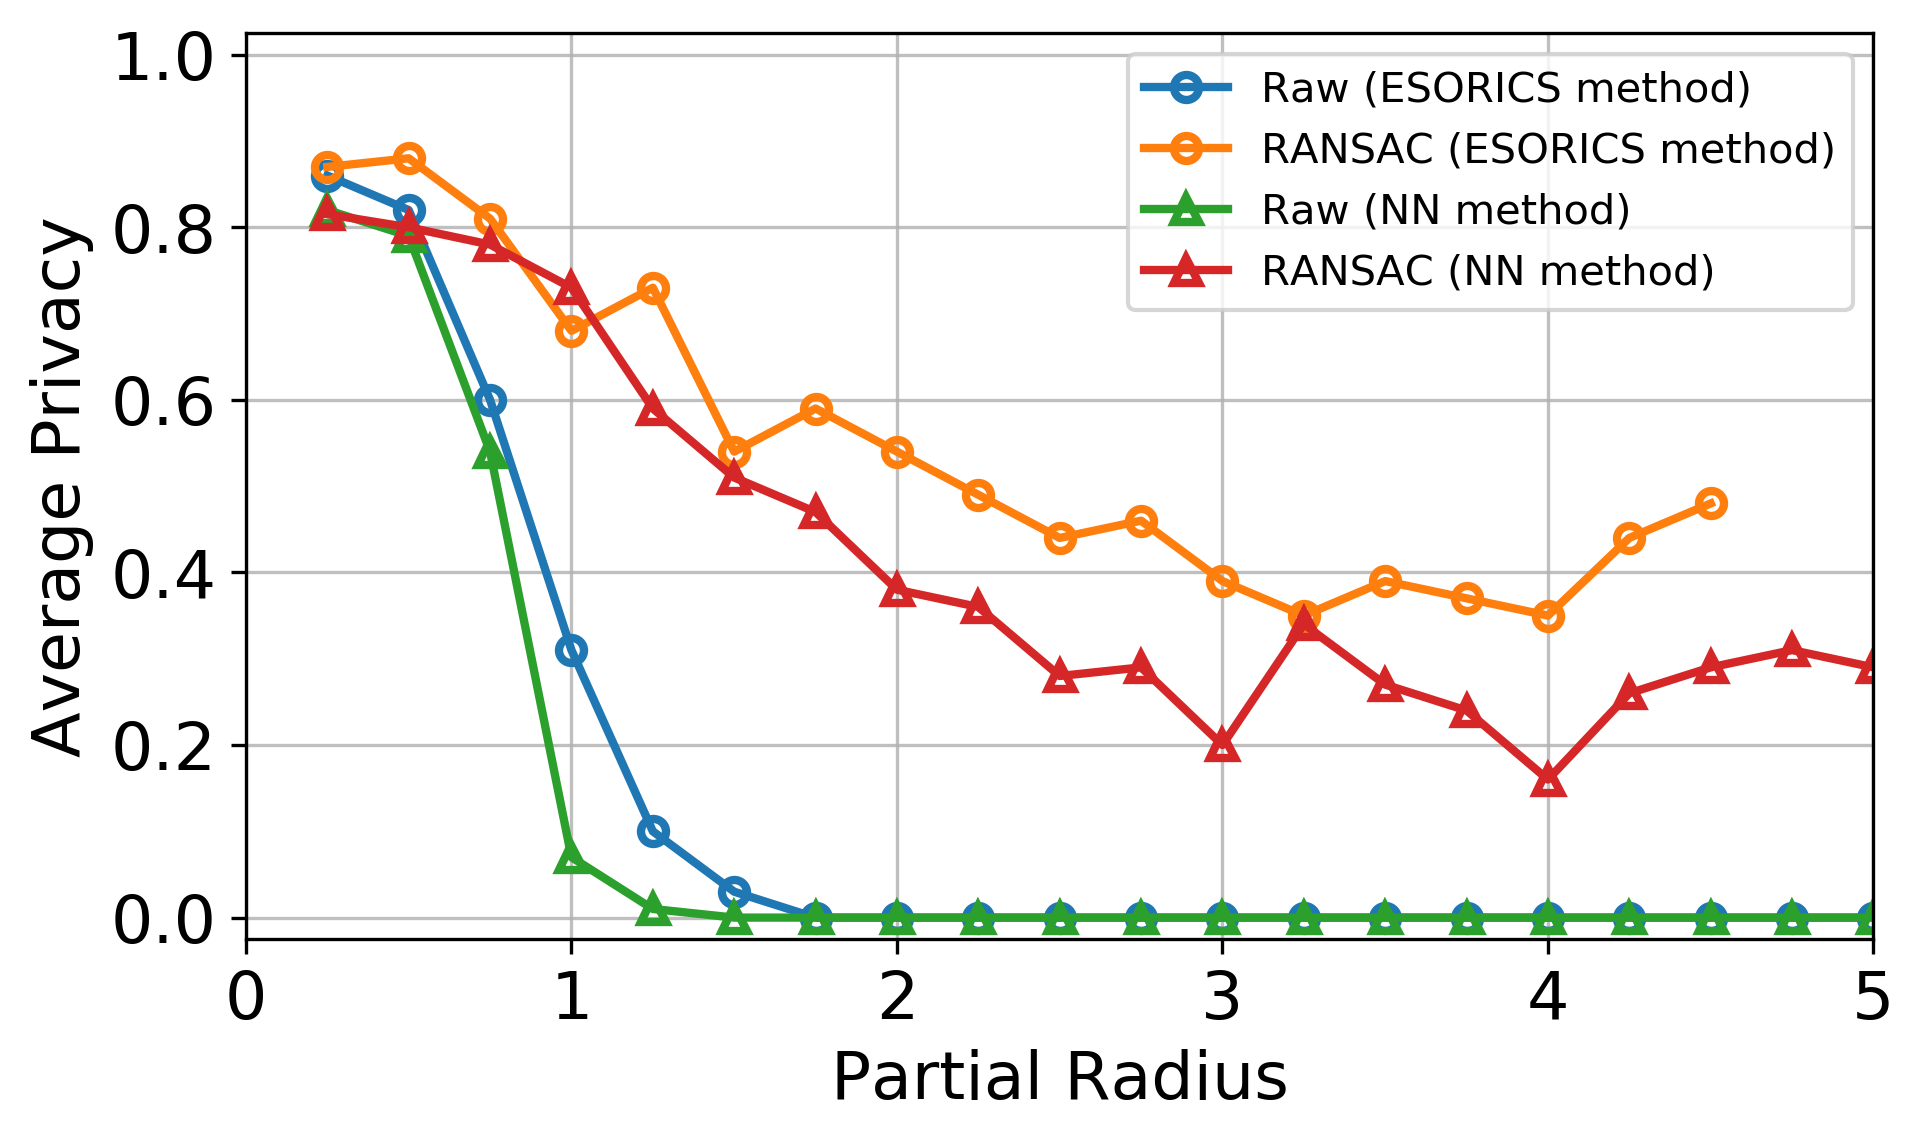 1.0
0.8
0.6
0.4
0.2
0.0
Average Privacy
Raw (ESORICS method)
RANSAC (ESORICS method)
Raw (NN method)
RANSAC (NN method)
0 1 2 3 4 5
Partial Radius